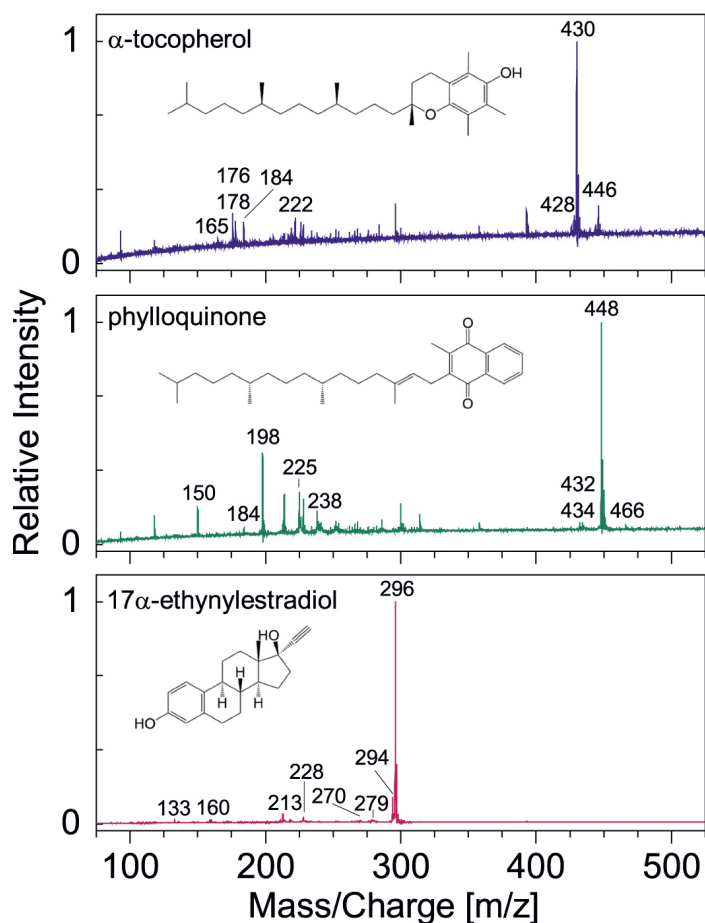 1
α-tocopherol
430
OH
O
176
184
178
222
165
428
446
0
1
phylloquinone
448
O
O
198
225
150
184
238
432
434
466
0
Relative Intensity
1
17α-ethynylestradiol
296
HO
H
H
H
HO
294
228
270
133
160
213
279
0
100
200
300
400
500
Mass/Charge [m/z]